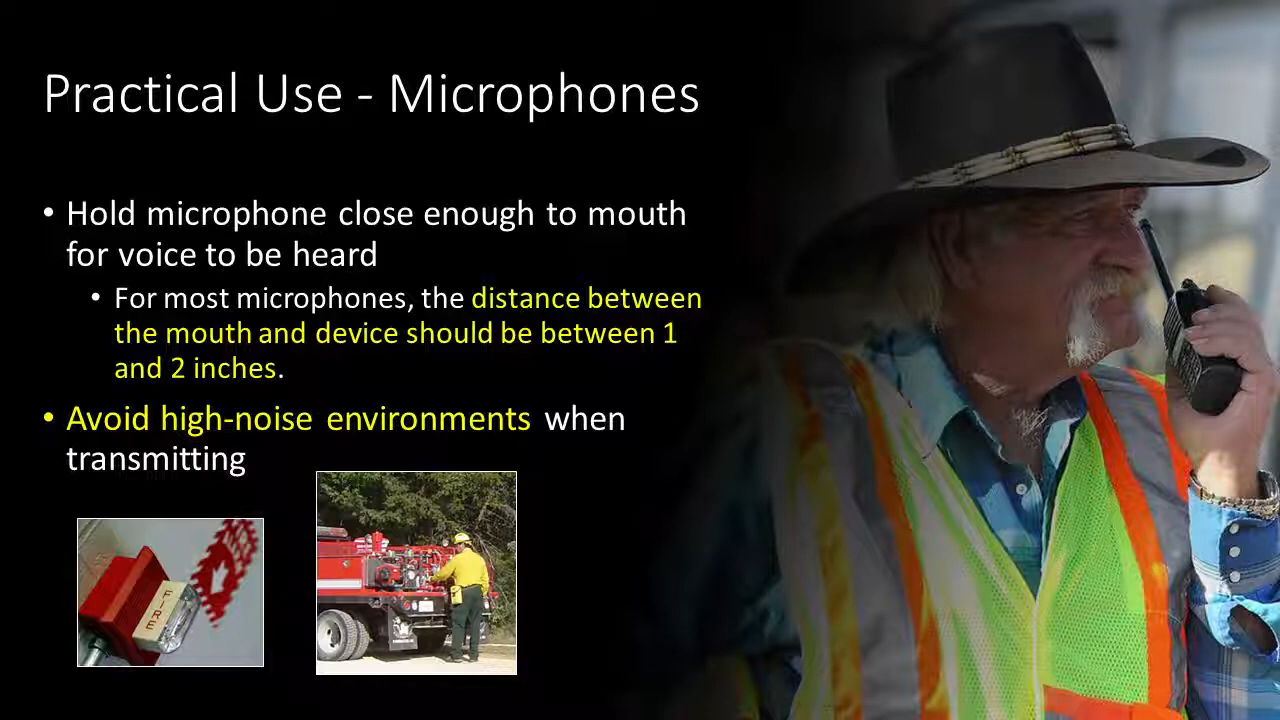 Practical Use - Microphones
• Hold microphone close enough to mouth
for voice to be heard
• For most microphones, the distance between
the mouth and device should be between 1
and 2 inches.
• Avoid high-noise environments when
transmitting
FIRE